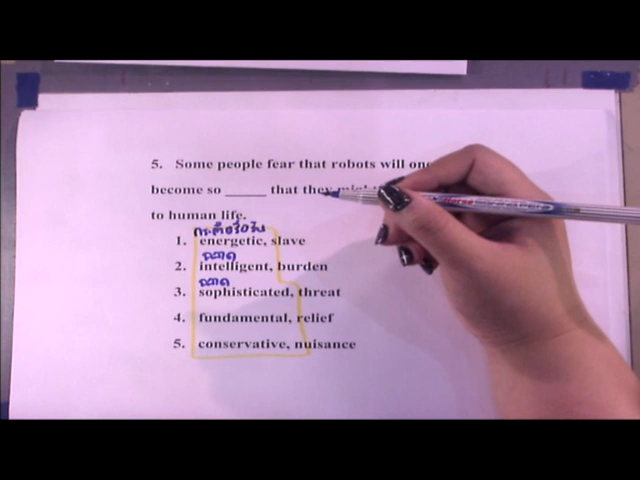 5. Some people fear that robots will one
become so ______ that they might
to human life.
กระตือรือร้น
1. energetic, slave
ฉลาด
2. intelligent, burden
ฉลาด
3. sophisticated, threat
4. fundamental, relief
5. conservative, nuisance